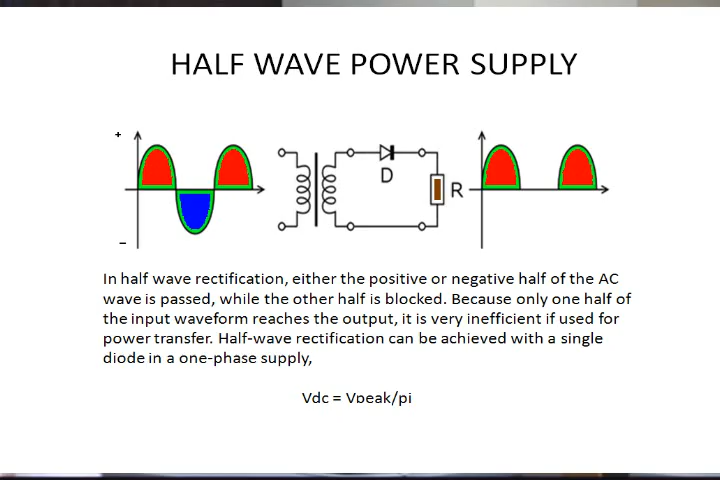 HALF WAVE POWER SUPPLY
+
D
R
–
In half wave rectification, either the positive or negative half of the AC
wave is passed, while the other half is blocked. Because only one half of
the input waveform reaches the output, it is very inefficient if used for
power transfer. Half-wave rectification can be achieved with a single
diode in a one-phase supply,
Vdc = Vpeak/pi